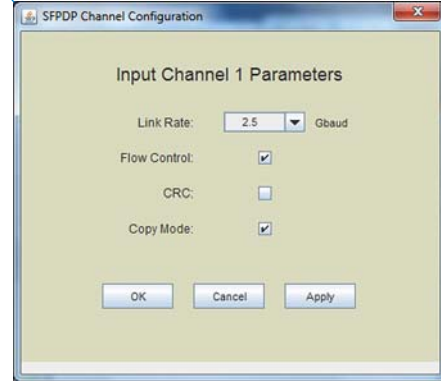 SFPDP Channel Configuration
Input Channel 1 Parameters
Link Rate: 2.5 Gbaud
Flow Control:
CRC:
Copy Mode:
OK Cancel Apply